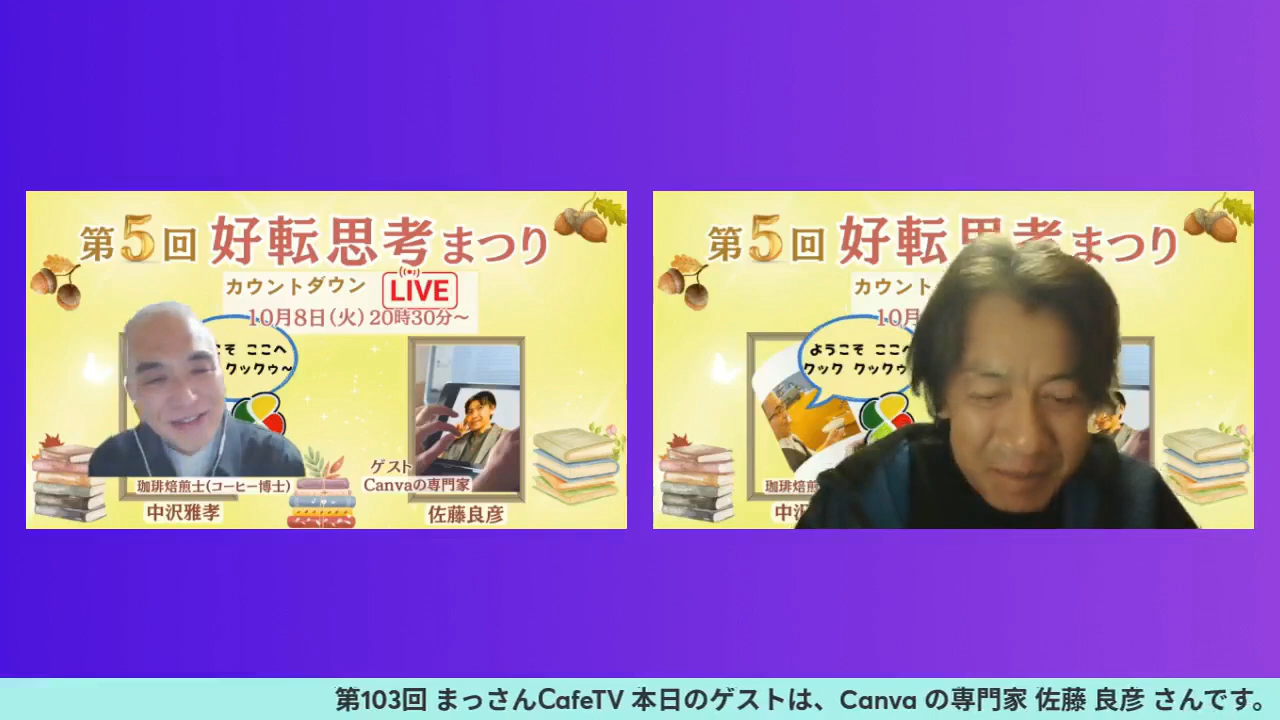 第5回 好転思考まつり
カウントダウン LIVE
10月8日(火)20時30分～
こそ ここへ
クックゥ～
ゲスト
Canvaの専門家
珈琲焙煎士(コーヒー博士)
中沢雅孝
佐藤良彦
第5回 好転思考まつり
カウント
10月
ようこそ ここへ
クック クックゥ
珈琲焙煎
中沢
第103回 まっさんCafeTV 本日のゲストは、Canva の専門家 佐藤 良彦 さんです。